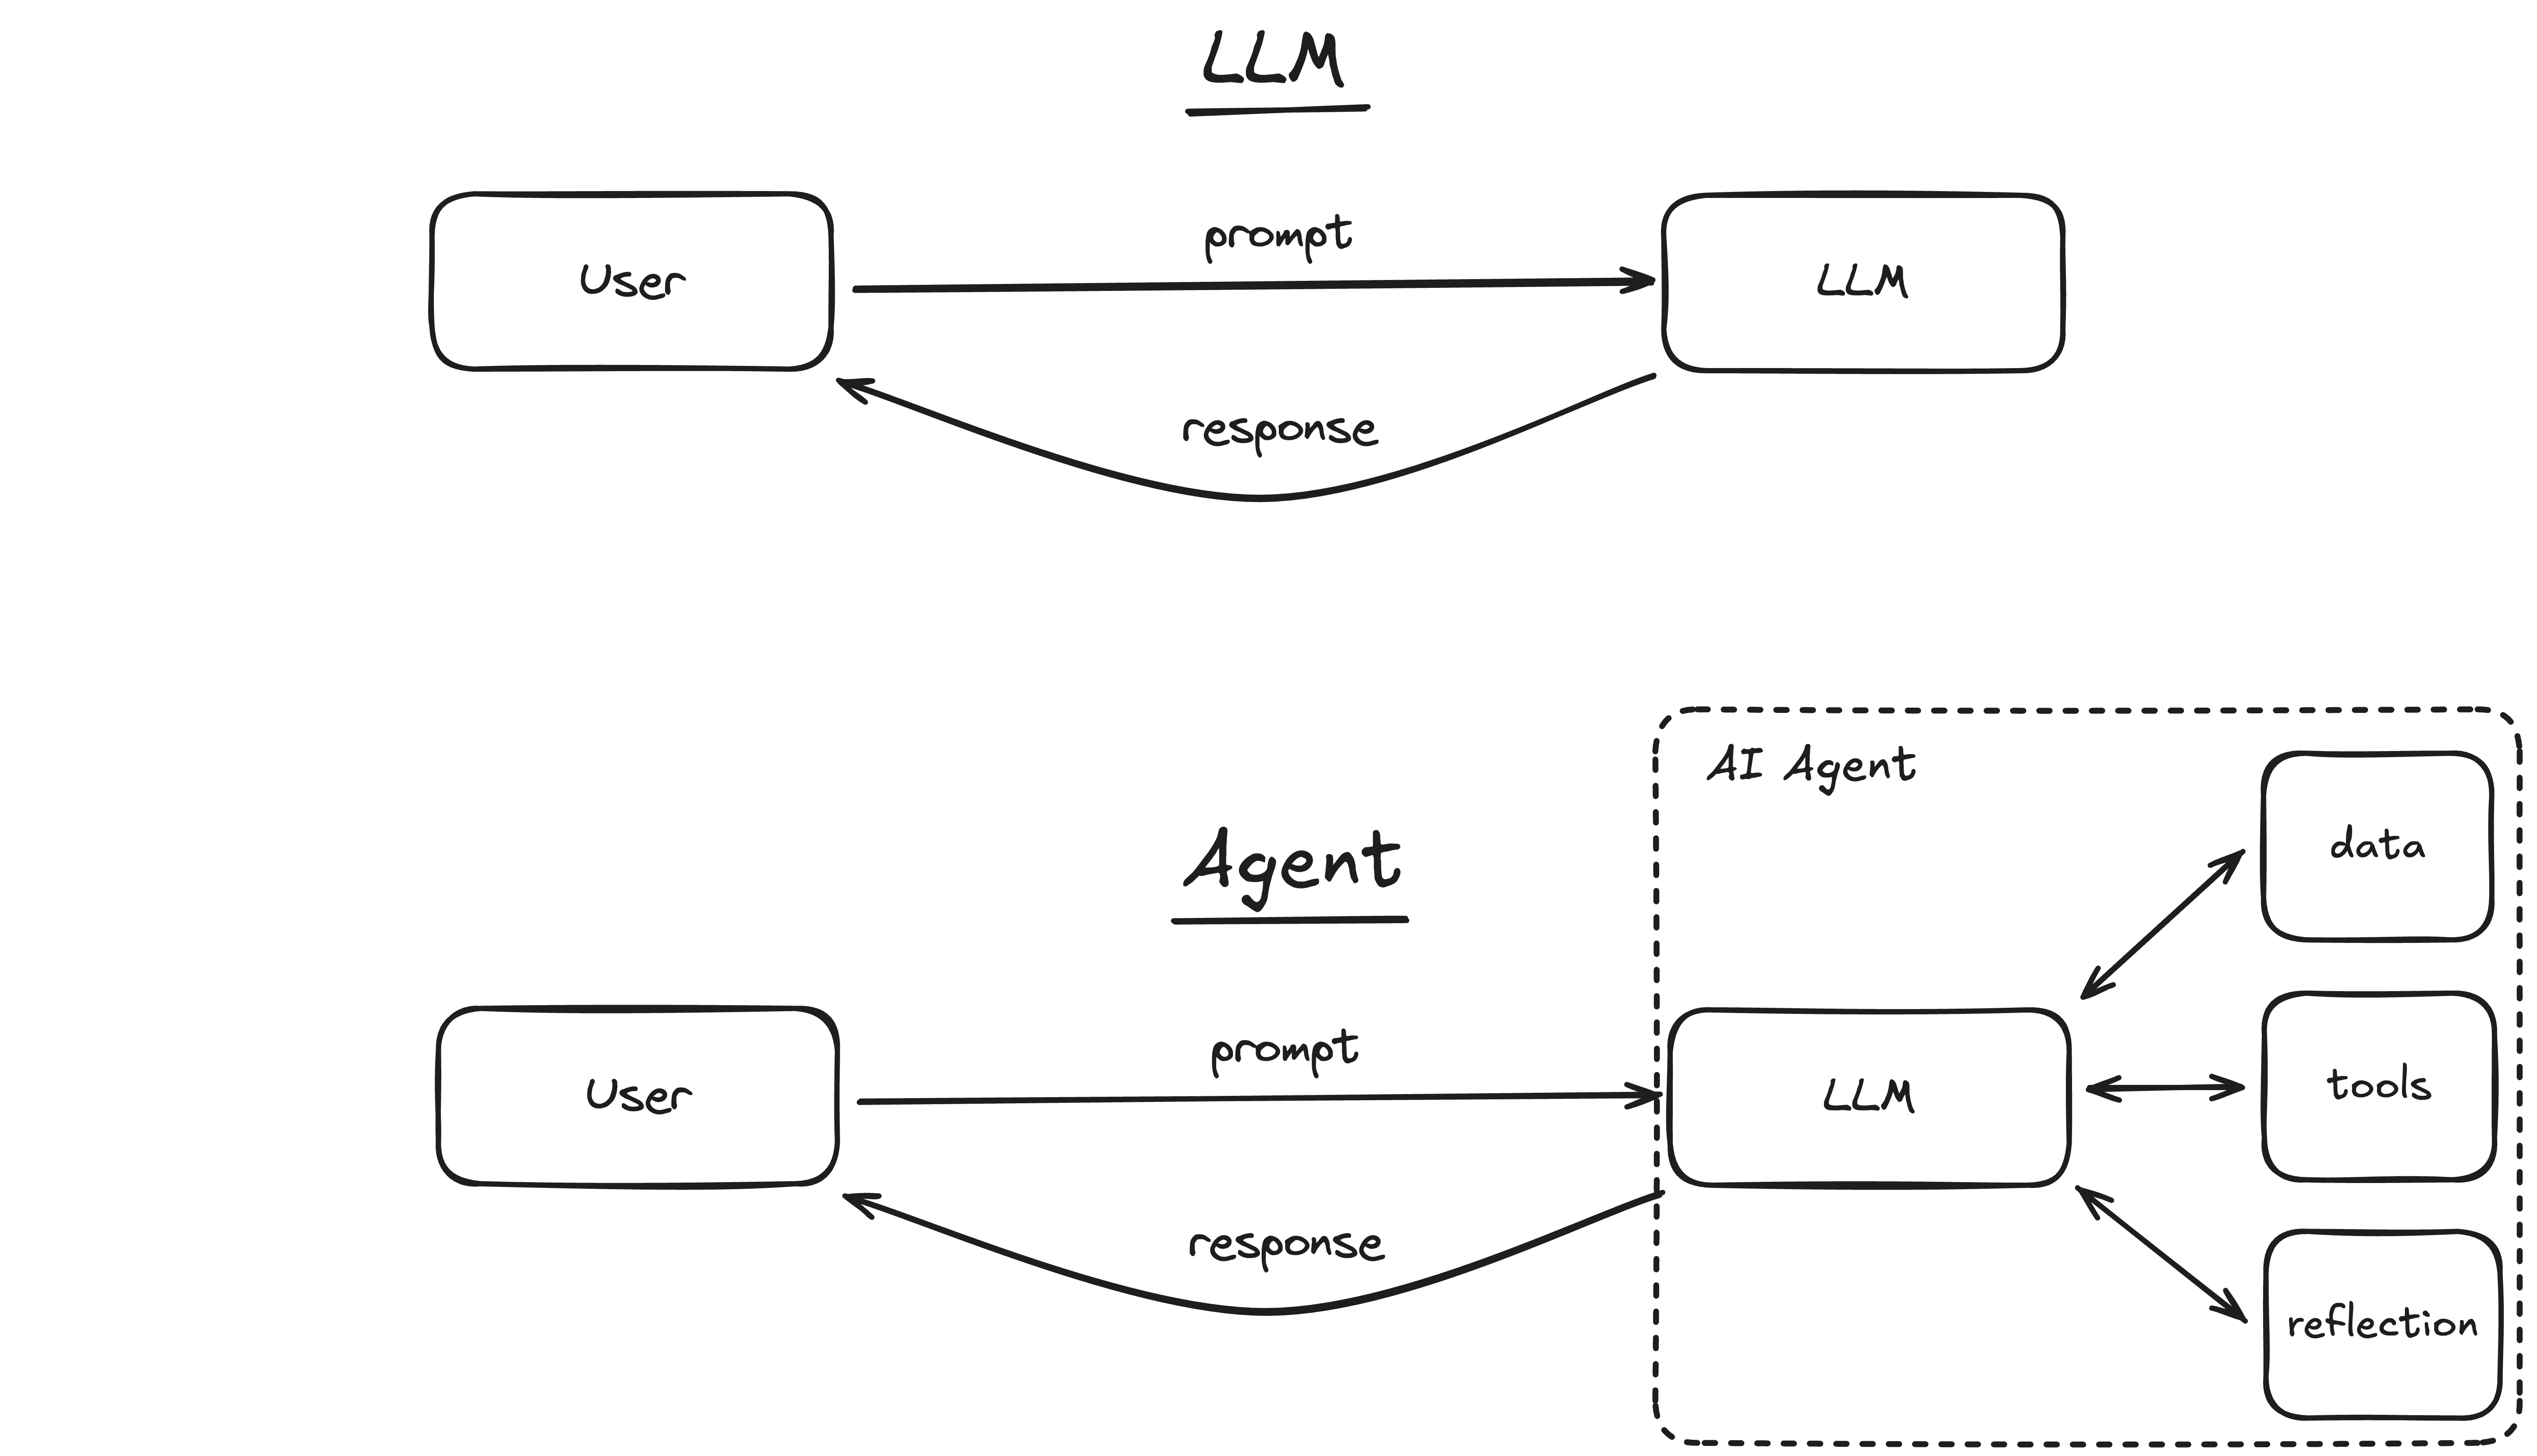 LLM
prompt
User
LLM
response
AI Agent
data
Agent
prompt
User
LLM
tools
response
reflection